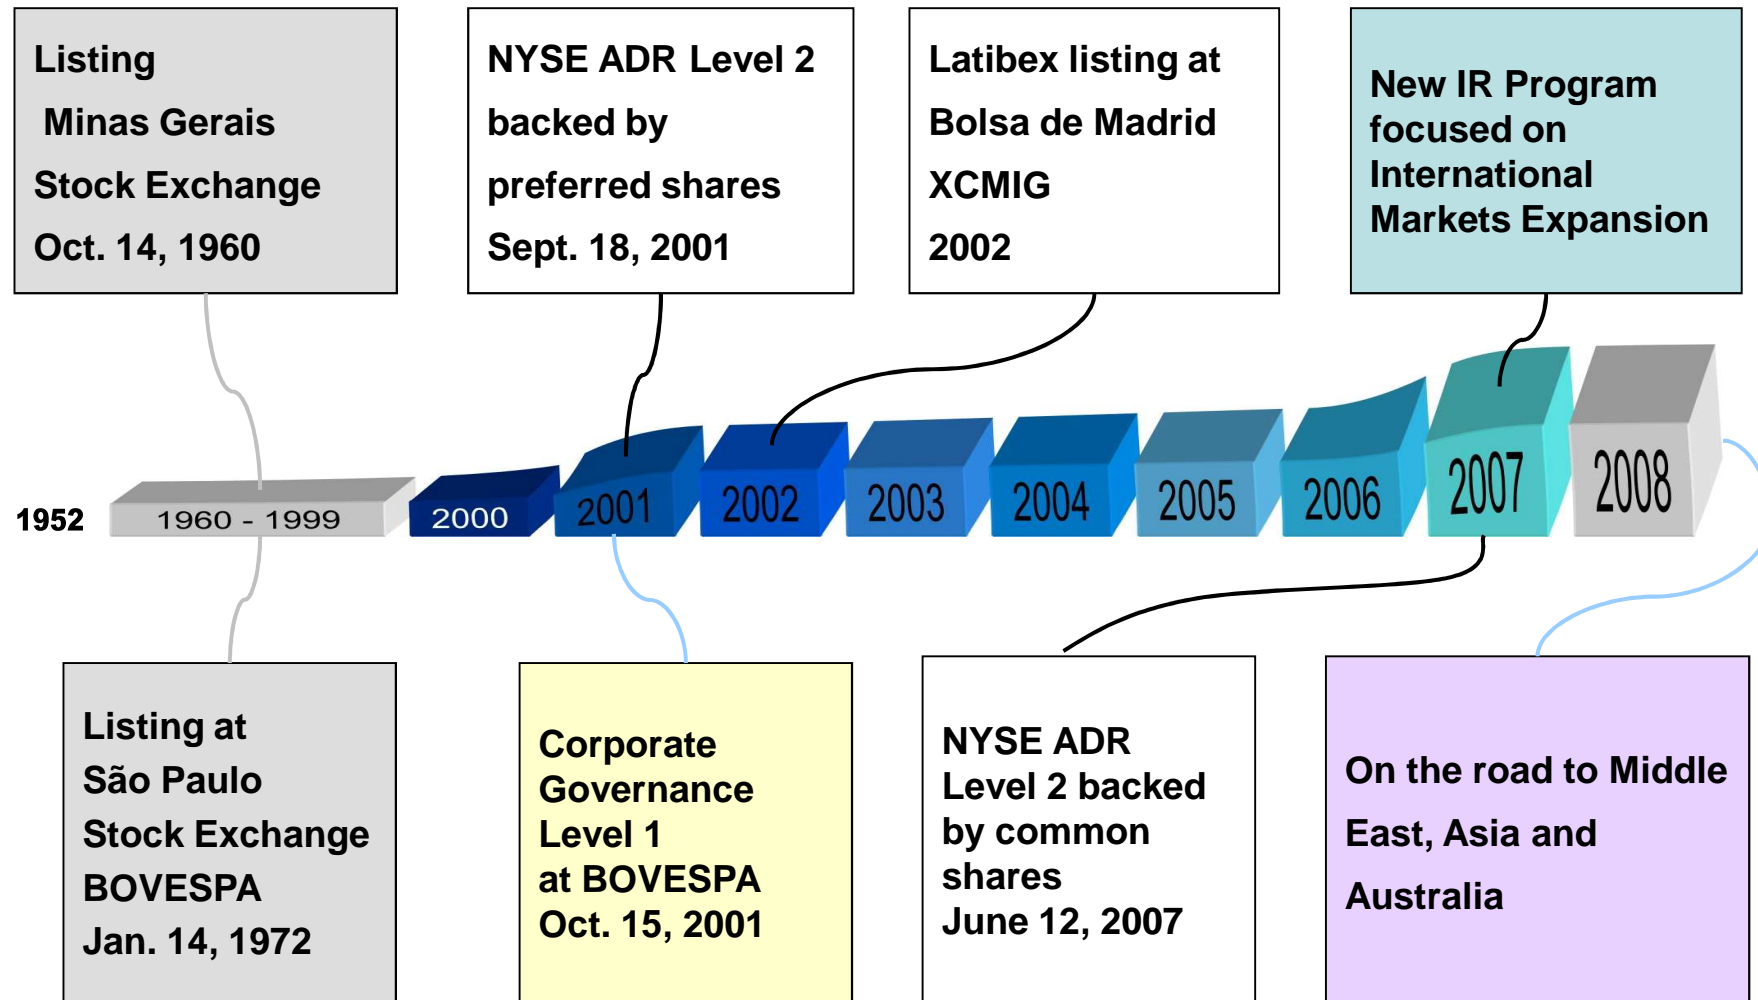 Listing
Minas Gerais
Stock Exchange
Oct. 14, 1960
NYSE ADR Level 2
backed by
preferred shares
Sept. 18, 2001
Latibex listing at
Bolsa de Madrid
XCMIG
2002
New IR Program
focused on
International
Markets Expansion
1952
1960 - 1999
2000
2001
2002
2003
2004
2005
2006
2007
2008
Listing at
São Paulo
Stock Exchange
BOVESPA
Jan. 14, 1972
Corporate
Governance
Level 1
at BOVESPA
Oct. 15, 2001
NYSE ADR
Level 2 backed
by common
shares
June 12, 2007
On the road to Middle
East, Asia and
Australia